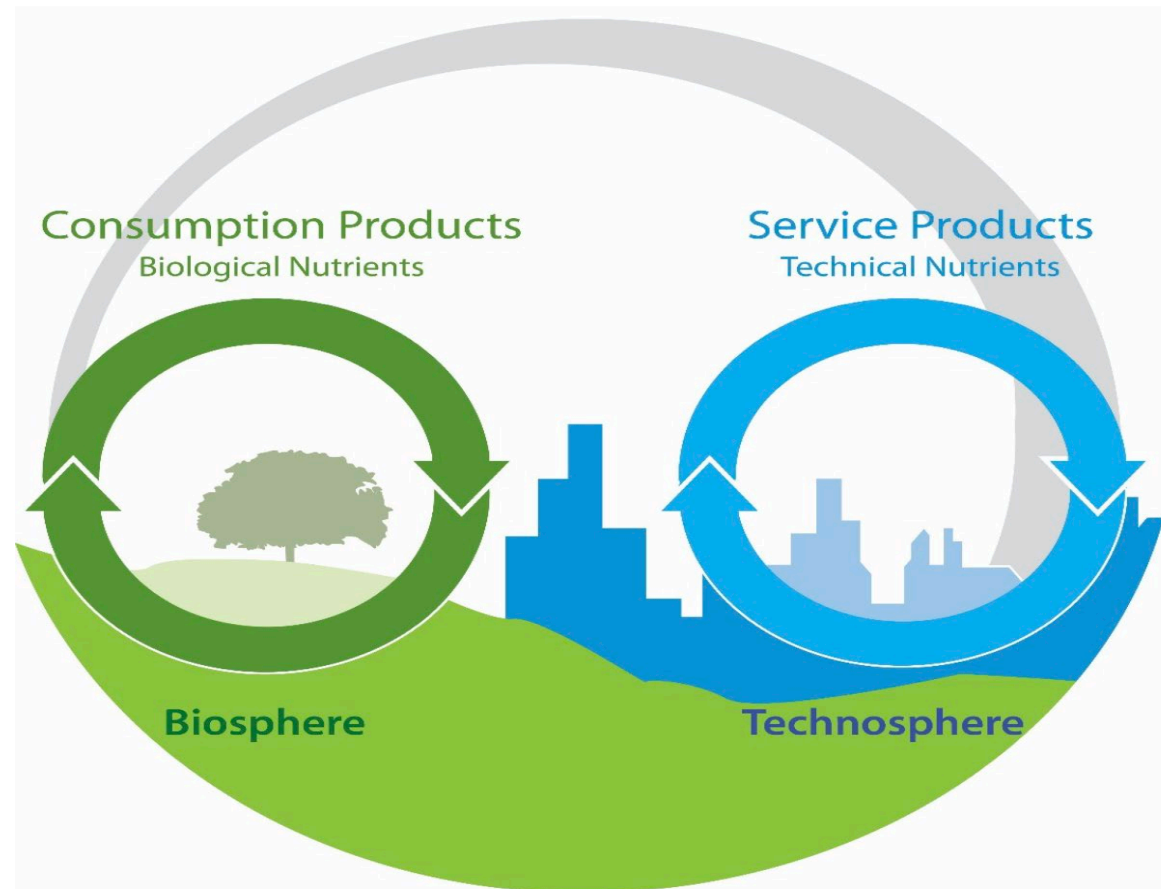 Consumption Products
Biological Nutrients
Service Products
Technical Nutrients
Biosphere
Technosphere